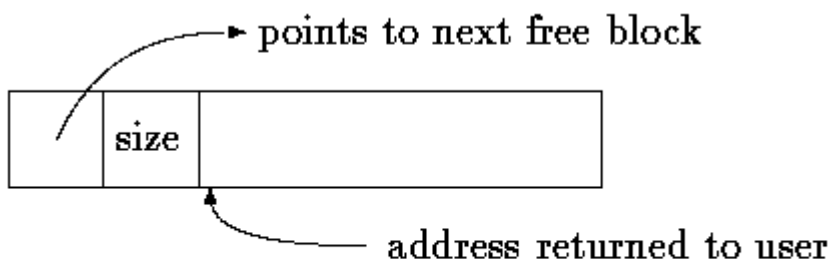 points to next free block
size
address returned to user